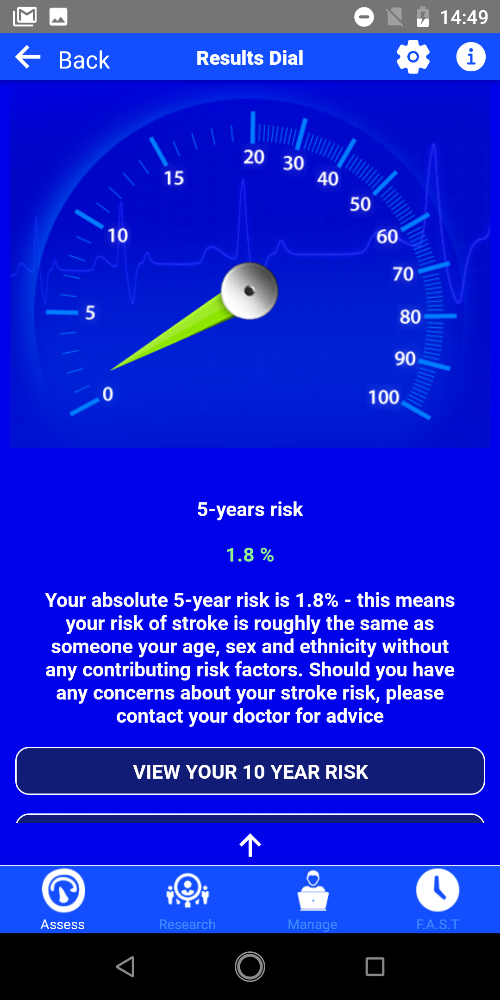 14:49
Back
Results Dial
20
30
15
40
50
10
60
70
5
80
90
0
100
5-years risk
1.8 %
Your absolute 5-year risk is 1.8% - this means
your risk of stroke is roughly the same as
someone your age, sex and ethnicity without
any contributing risk factors. Should you have
any concerns about your stroke risk, please
contact your doctor for advice
VIEW YOUR 10 YEAR RISK
Assess
Research
Manage
F.A.S.T